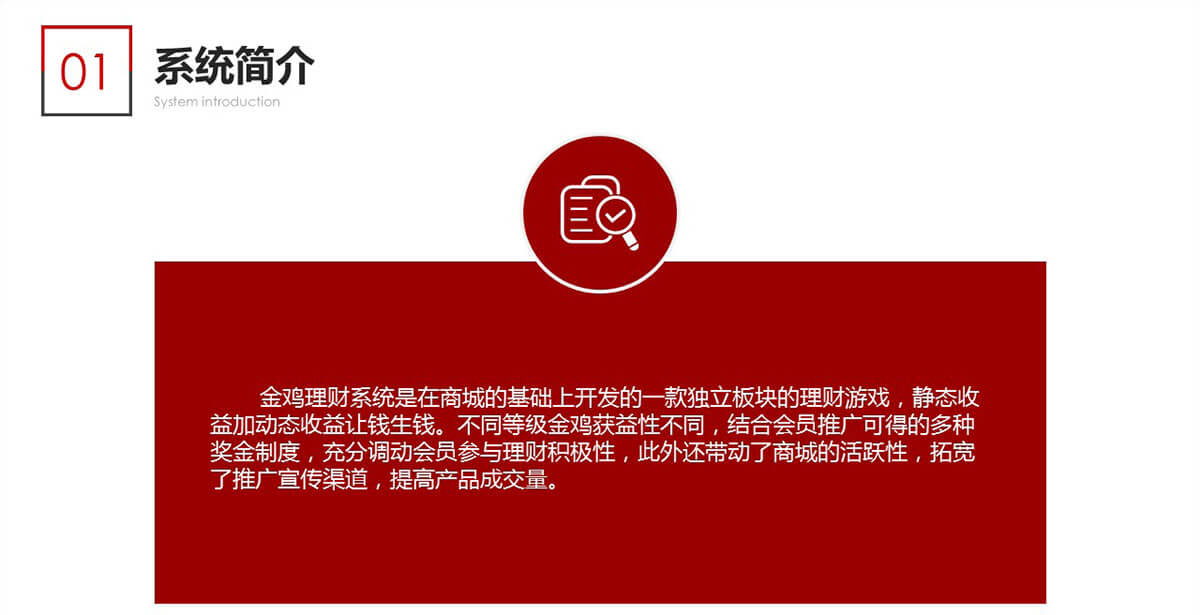 01
系统简介
System introduction
金鸡理财系统是在商城的基础上开发的一款独立板块的理财游戏，静态收
益加动态收益让钱生钱。不同等级金鸡获益性不同，结合会员推广可得的多种
奖金制度，充分调动会员参与理财积极性，此外还带动了商城的活跃性，拓宽
了推广宣传渠道，提高产品成交量。